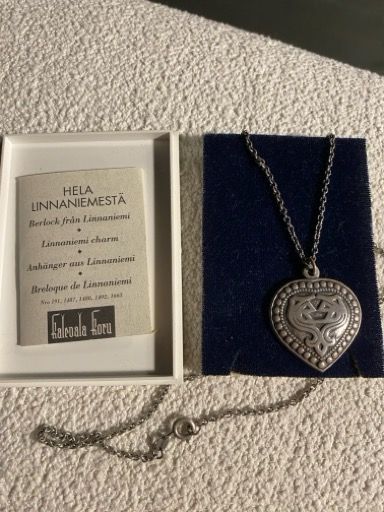 HELA
LINNANIEMESTÄ
Berlock från Linnaniemi
Linnaniemi charm
Anhänger aus Linnaniemi
Breloque de Linnaniemi
Kalevala Koru